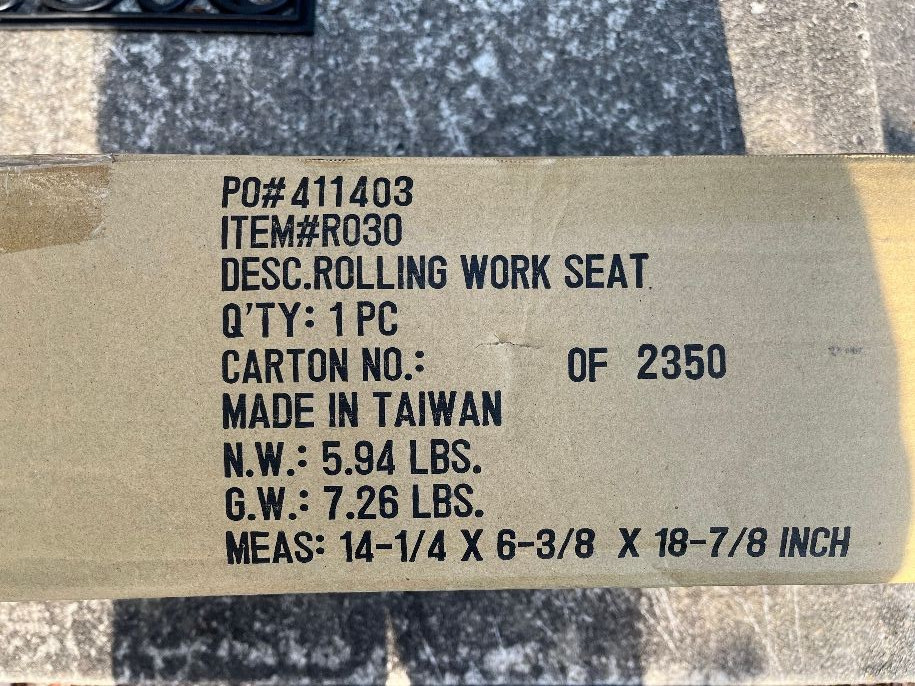 PO#411403
ITEM#R030
DESC.ROLLING WORK SEAT
Q'TY: 1 PC
CARTON NO.: OF 2350
MADE IN TAIWAN
N.W.: 5.94 LBS.
G.W.: 7.26 LBS.
MEAS: 14-1/4 X 6-3/8 X 18-7/8 INCH